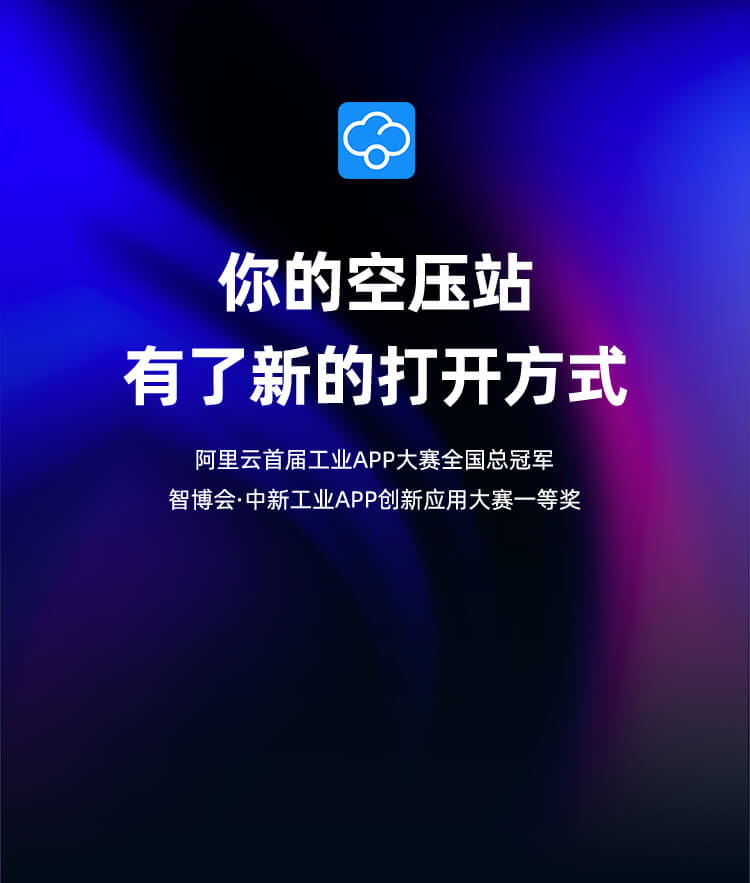 你的空压站
有了新的打开方式
阿里云首届工业APP大赛全国总冠军
智博会·中新工业APP创新应用大赛一等奖